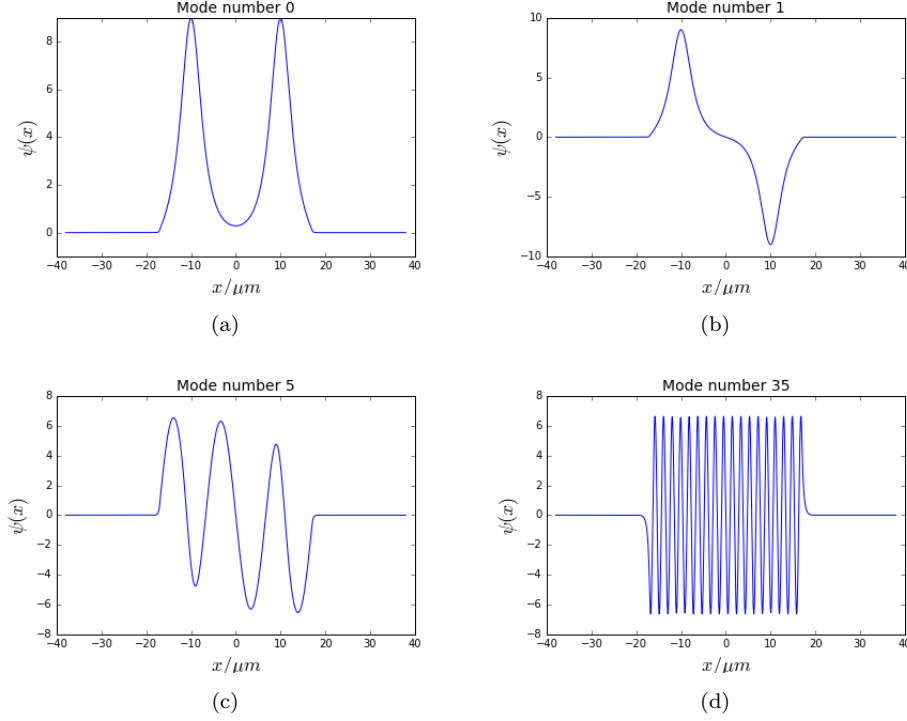 Mode number 0
8
6
4
2
0
ψ(x)
−40 −30 −20 −10 0 10 20 30 40
x/μm
(a)
Mode number 1
10
5
0
−5
−10
ψ(x)
−40 −30 −20 −10 0 10 20 30 40
x/μm
(b)
Mode number 5
8
6
4
2
0
−2
−4
−6
−8
ψ(x)
−40 −30 −20 −10 0 10 20 30 40
x/μm
(c)
Mode number 35
8
6
4
2
0
−2
−4
−6
−8
ψ(x)
−40 −30 −20 −10 0 10 20 30 40
x/μm
(d)